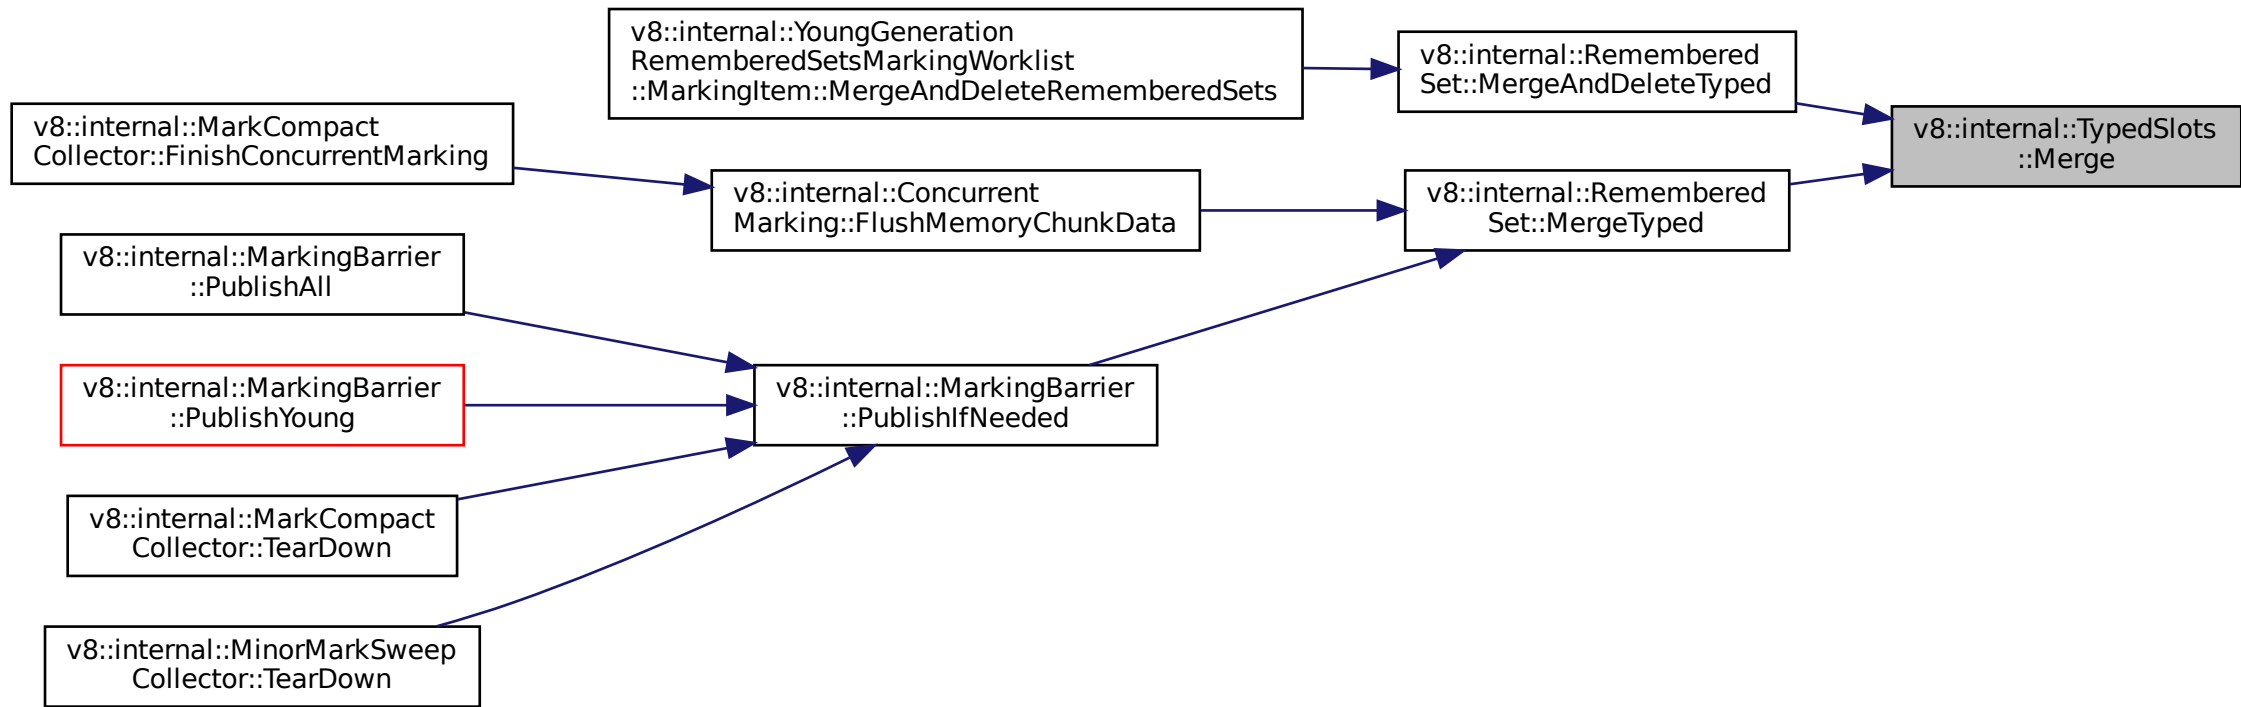 v8::internal::YoungGeneration
RememberedSetsMarkingWorklist
::MarkingItem::MergeAndDeleteRememberedSets
v8::internal::Remembered
Set::MergeAndDeleteTyped
v8::internal::TypedSlots
::Merge
v8::internal::MarkCompact
Collector::FinishConcurrentMarking
v8::internal::Concurrent
Marking::FlushMemoryChunkData
v8::internal::Remembered
Set::MergeTyped
v8::internal::MarkingBarrier
::PublishAll
v8::internal::MarkingBarrier
::PublishYoung
v8::internal::MarkingBarrier
::PublishIfNeeded
v8::internal::MarkCompact
Collector::TearDown
v8::internal::MinorMarkSweep
Collector::TearDown